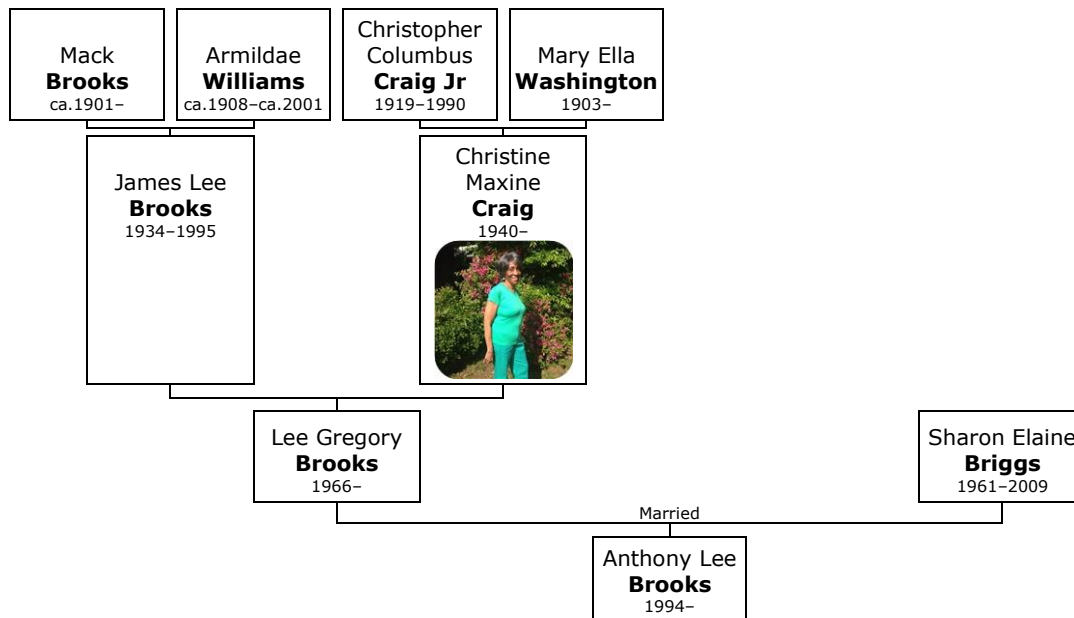 Mack
Brooks
ca.1901–
Armildae
Williams
ca.1908–ca.2001
Christopher
Columbus
Craig Jr
1919–1990
Mary Ella
Washington
1903–
James Lee
Brooks
1934–1995
Christine
Maxine
Craig
1940–
Lee Gregory
Brooks
1966–
Sharon Elaine
Briggs
1961–2009
Married
Anthony Lee
Brooks
1994–